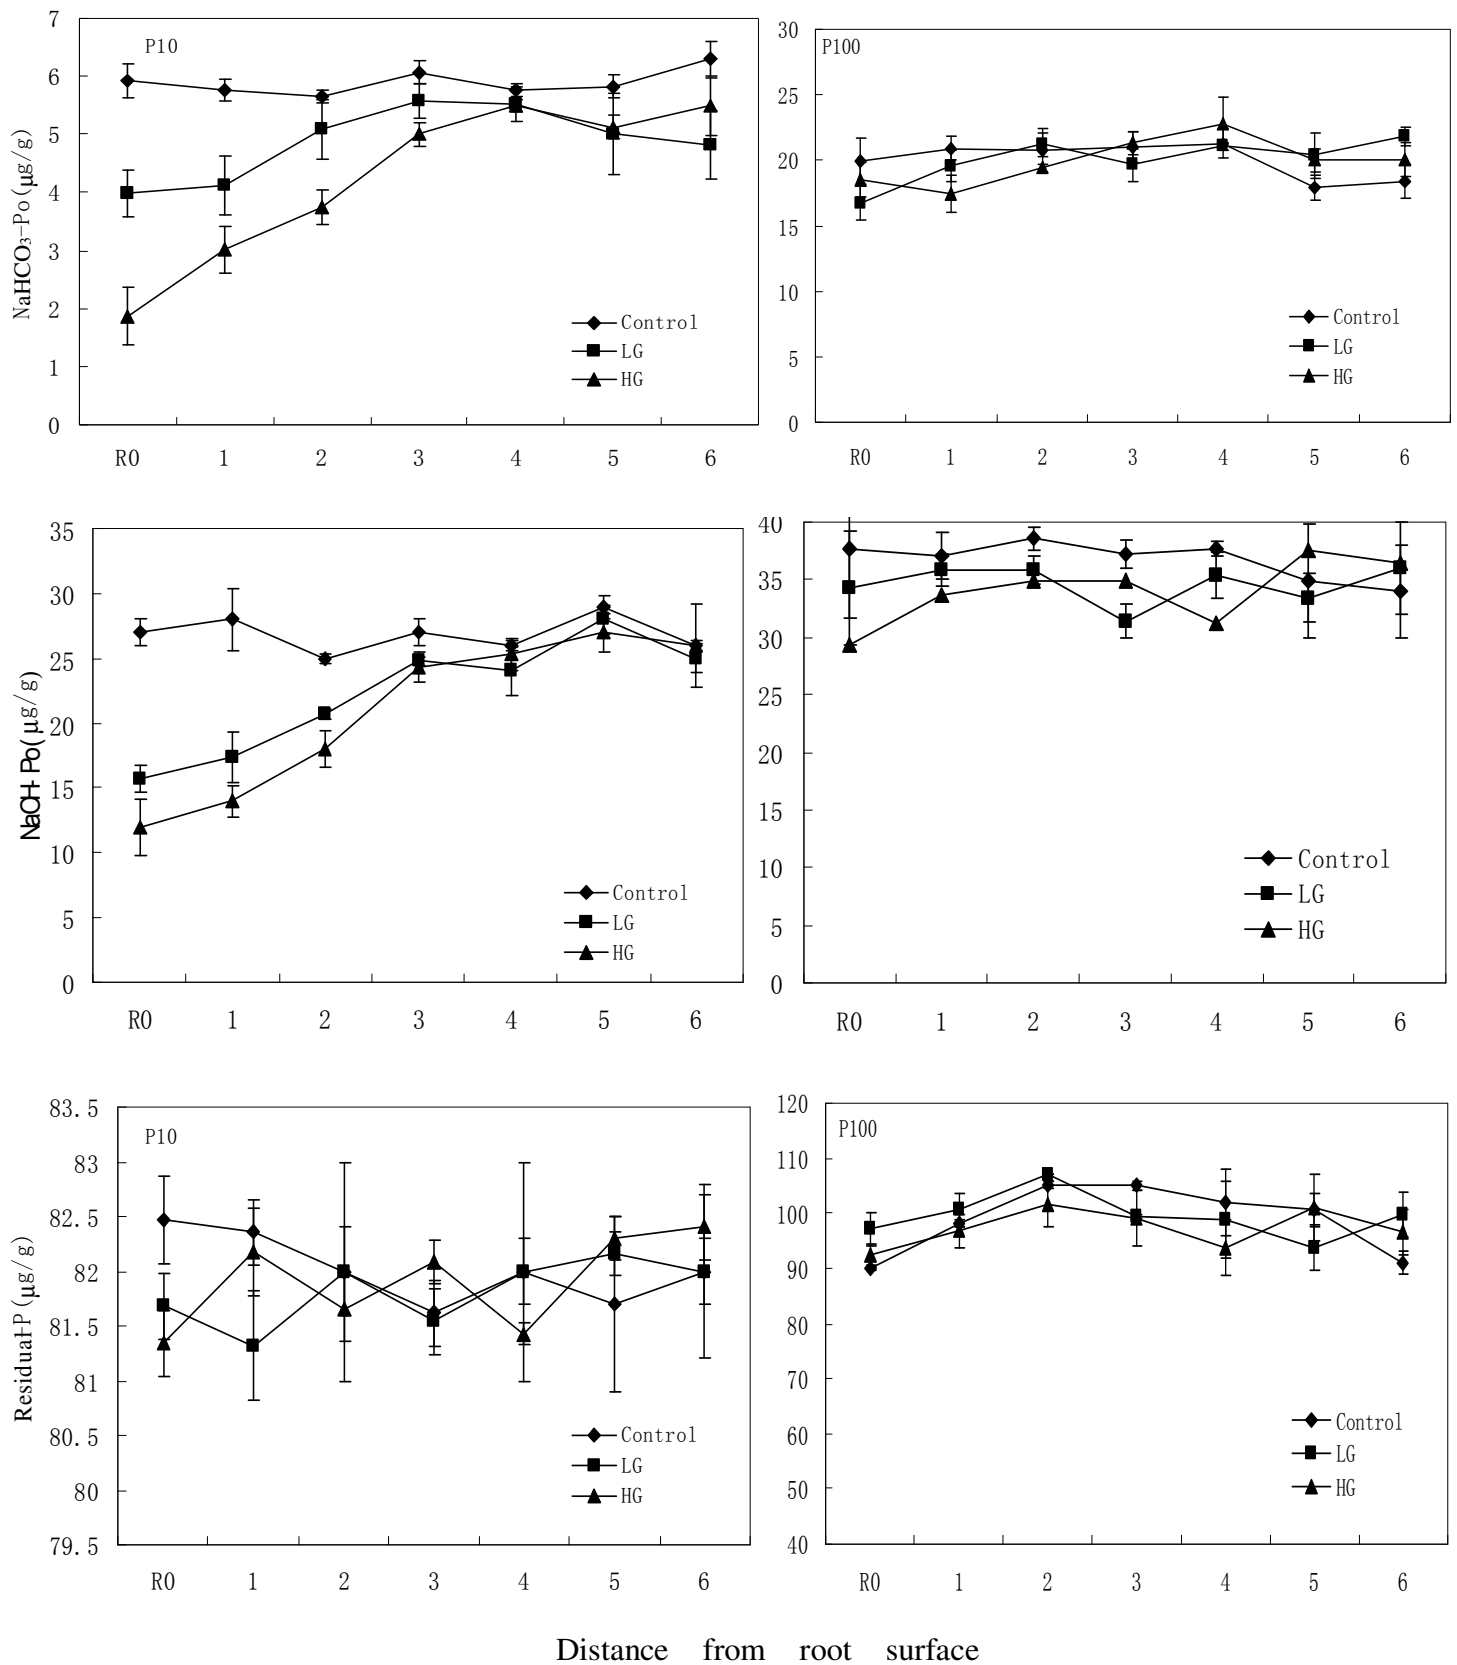 P10
7
6
5
4
3
2
1
0
NaHCO₃-Po(μg/g)
Control
LG
HG
R0 1 2 3 4 5 6
P100
30
25
20
15
10
5
0
Control
LG
HG
R0 1 2 3 4 5 6
35
30
25
20
15
10
5
0
NaOH-Po(μg/g)
Control
LG
HG
R0 1 2 3 4 5 6
40
35
30
25
20
15
10
5
0
Control
LG
HG
R0 1 2 3 4 5 6
P10
83.5
83
82.5
82
81.5
81
80.5
80
79.5
Residual-P(μg/g)
Control
LG
HG
R0 1 2 3 4 5 6
P100
120
110
100
90
80
70
60
50
40
Control
LG
HG
R0 1 2 3 4 5 6
Distance from root surface